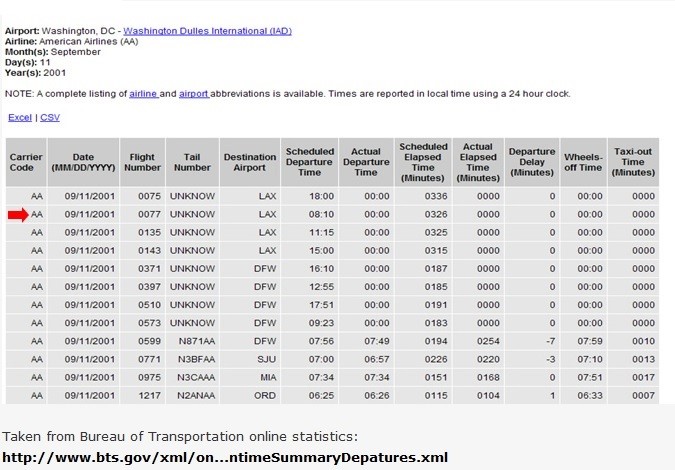 Airport: Washington, DC - Washington Dulles International (IAD)
Airline: American Airlines (AA)
Month(s): September
Day(s): 11
Year(s): 2001
NOTE: A complete listing of airline and airport abbreviations is available. Times are reported in local time using a 24 hour clock.
Excel | CSV
Carrier Code Date (MM/DD/YYYY) Flight Number Tail Number Destination Airport Scheduled Departure Time Actual Departure Time Scheduled Elapsed Time (Minutes) Actual Elapsed Time (Minutes) Departure Delay (Minutes) Wheels-off Time Taxi-out Time (Minutes)
AA 09/11/2001 0075 UNKNOW LAX 18:00 00:00 0336 0000 0 00:00 0000
AA 09/11/2001 0077 UNKNOW LAX 08:10 00:00 0326 0000 0 00:00 0000
AA 09/11/2001 0135 UNKNOW LAX 11:15 00:00 0325 0000 0 00:00 0000
AA 09/11/2001 0143 UNKNOW LAX 15:00 00:00 0315 0000 0 00:00 0000
AA 09/11/2001 0371 UNKNOW DFW 16:10 00:00 0187 0000 0 00:00 0000
AA 09/11/2001 0397 UNKNOW DFW 12:55 00:00 0185 0000 0 00:00 0000
AA 09/11/2001 0510 UNKNOW DFW 17:51 00:00 0191 0000 0 00:00 0000
AA 09/11/2001 0573 UNKNOW DFW 09:23 00:00 0183 0000 0 00:00 0000
AA 09/11/2001 0599 N871AA DFW 07:56 07:49 0194 0254 -7 07:59 0010
AA 09/11/2001 0771 N3BFAA SJU 07:00 06:57 0226 0220 -3 07:10 0013
AA 09/11/2001 0975 N3CAAA MIA 07:34 07:34 0151 0168 0 07:51 0017
AA 09/11/2001 1217 N2ANAA ORD 06:25 06:26 0115 0104 1 06:33 0007
Taken from Bureau of Transportation online statistics:
http://www.bts.gov/xml/on...ntimeSummaryDepatures.xml